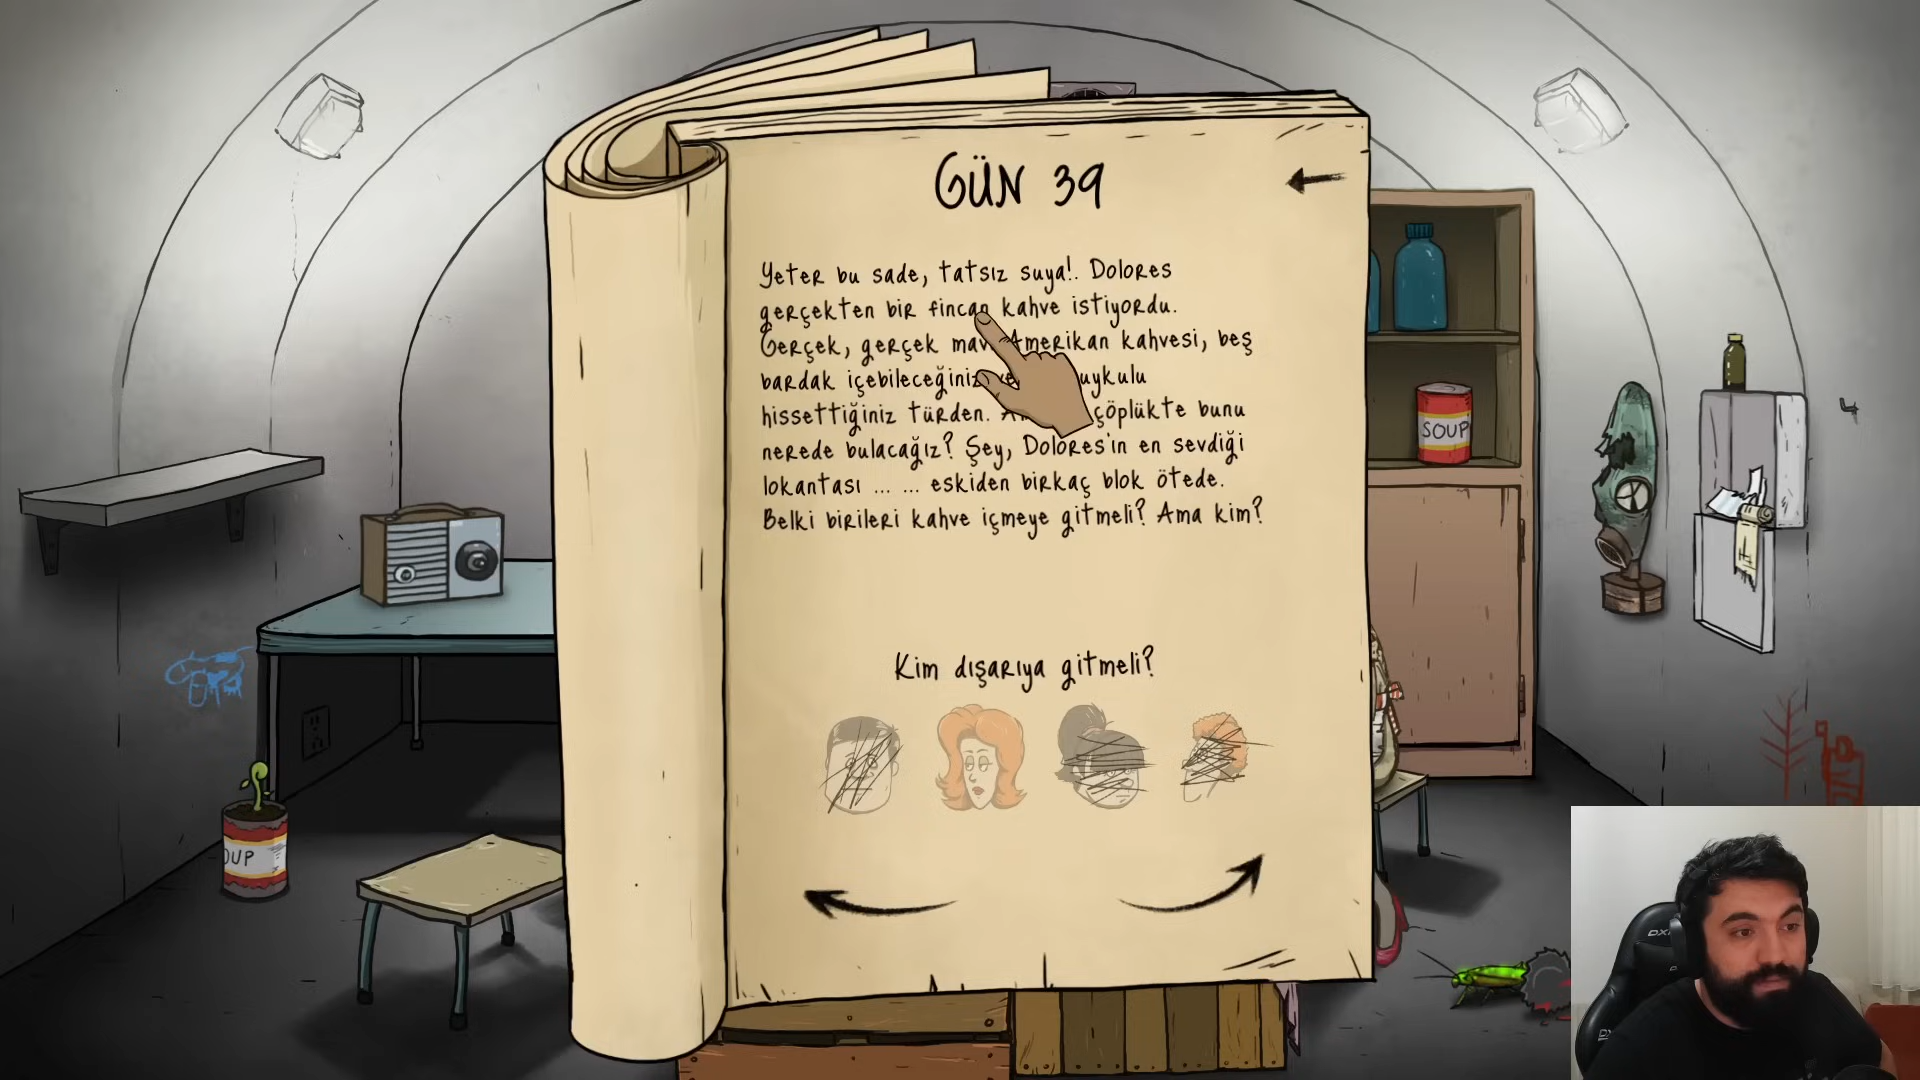 GÜN 39
Yeter bu sade, tatsız suya!. Dolores
gerçekten bir fincan kahve istiyordu.
Gerçek, gerçek mavi Amerikan kahvesi, beş
bardak içebileceğiniz uykulu
hissettiğiniz türden. çöplükte bunu
nerede bulacağız? Şey, Dolores'in en sevdiği
lokantası ... ... eskiden birkaç blok ötede.
Belki birileri kahve içmeye gitmeli? Ama kim?
Kim dışarıya gitmeli?
SOUP
OUP